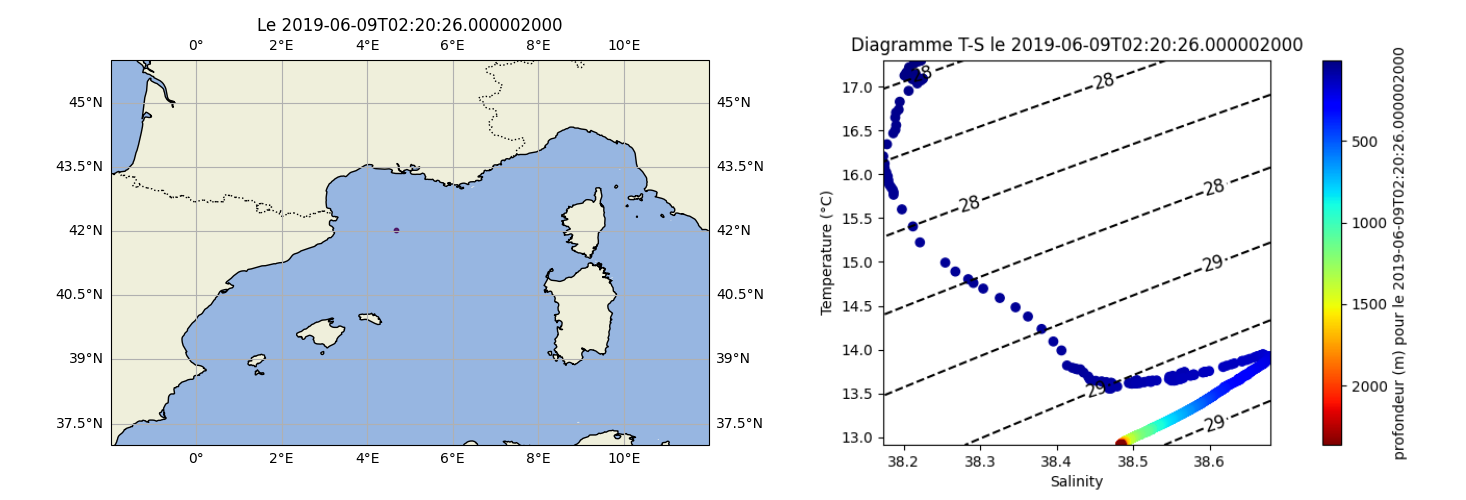 Le 2019-06-09T02:20:26.000002000
0° 2°E 4°E 6°E 8°E 10°E
45°N 45°N
43.5°N 43.5°N
42°N 42°N
40.5°N 40.5°N
39°N 39°N
37.5°N 37.5°N
0° 2°E 4°E 6°E 8°E 10°E
Diagramme T-S le 2019-06-09T02:20:26.000002000
Temperature (°C)
17.0
16.5
16.0
15.5
15.0
14.5
14.0
13.5
13.0
28
28
28
28
29
29
29
38.2 38.3 38.4 38.5 38.6
Salinity
500
1000
1500
2000
profondeur (m) pour le 2019-06-09T02:20:26.000002000